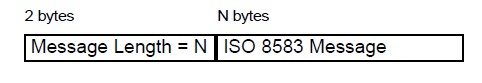 2 bytes N bytes
Message Length = N ISO 8583 Message